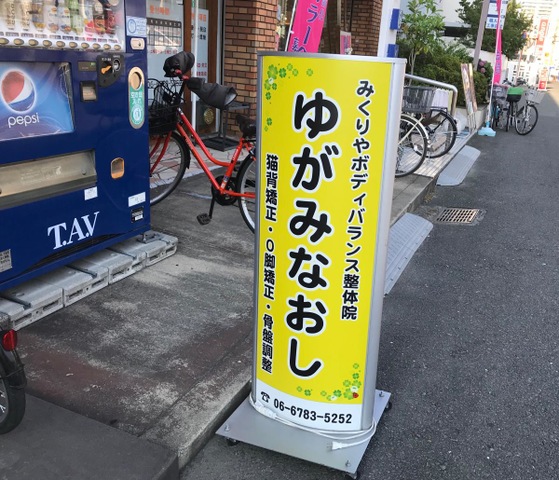 みくりやボディバランス整体院
ゆがみなおし
猫背矯正・O脚矯正・骨盤調整
☎ 06-6783-5252
pepsi
T.A.V